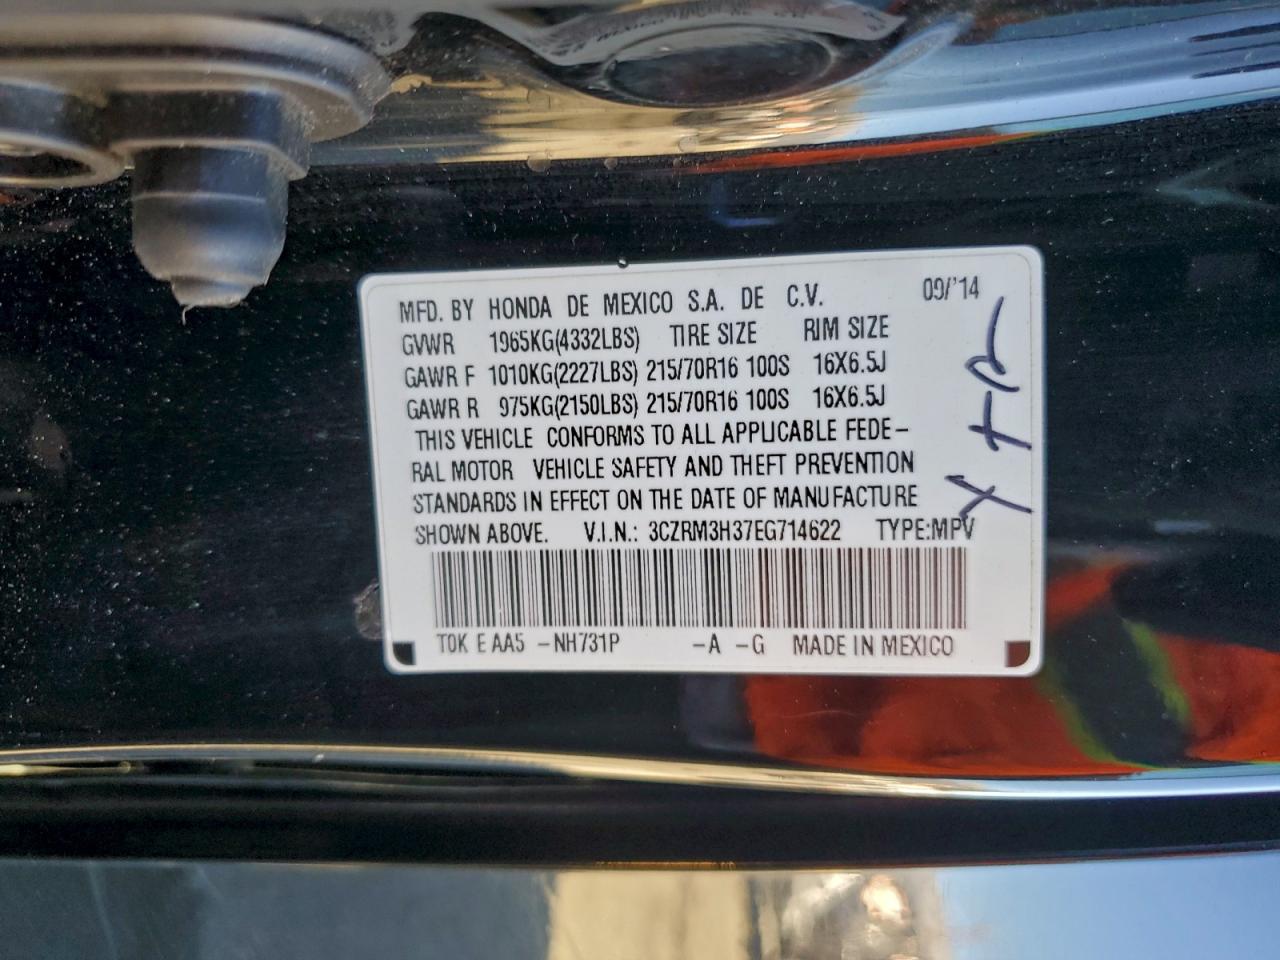 MFD. BY HONDA DE MEXICO S.A. DE C.V. 09/'14
GVWR 1965KG(4332LBS) TIRE SIZE RIM SIZE
GAWR F 1010KG(2227LBS) 215/70R16 100S 16X6.5J
GAWR R 975KG(2150LBS) 215/70R16 100S 16X6.5J
THIS VEHICLE CONFORMS TO ALL APPLICABLE FEDE-
RAL MOTOR VEHICLE SAFETY AND THEFT PREVENTION
STANDARDS IN EFFECT ON THE DATE OF MANUFACTURE
SHOWN ABOVE. V.I.N.: 3CZRM3H37EG714622 TYPE:MPV
T0K E AA5 -NH731P -A -G MADE IN MEXICO